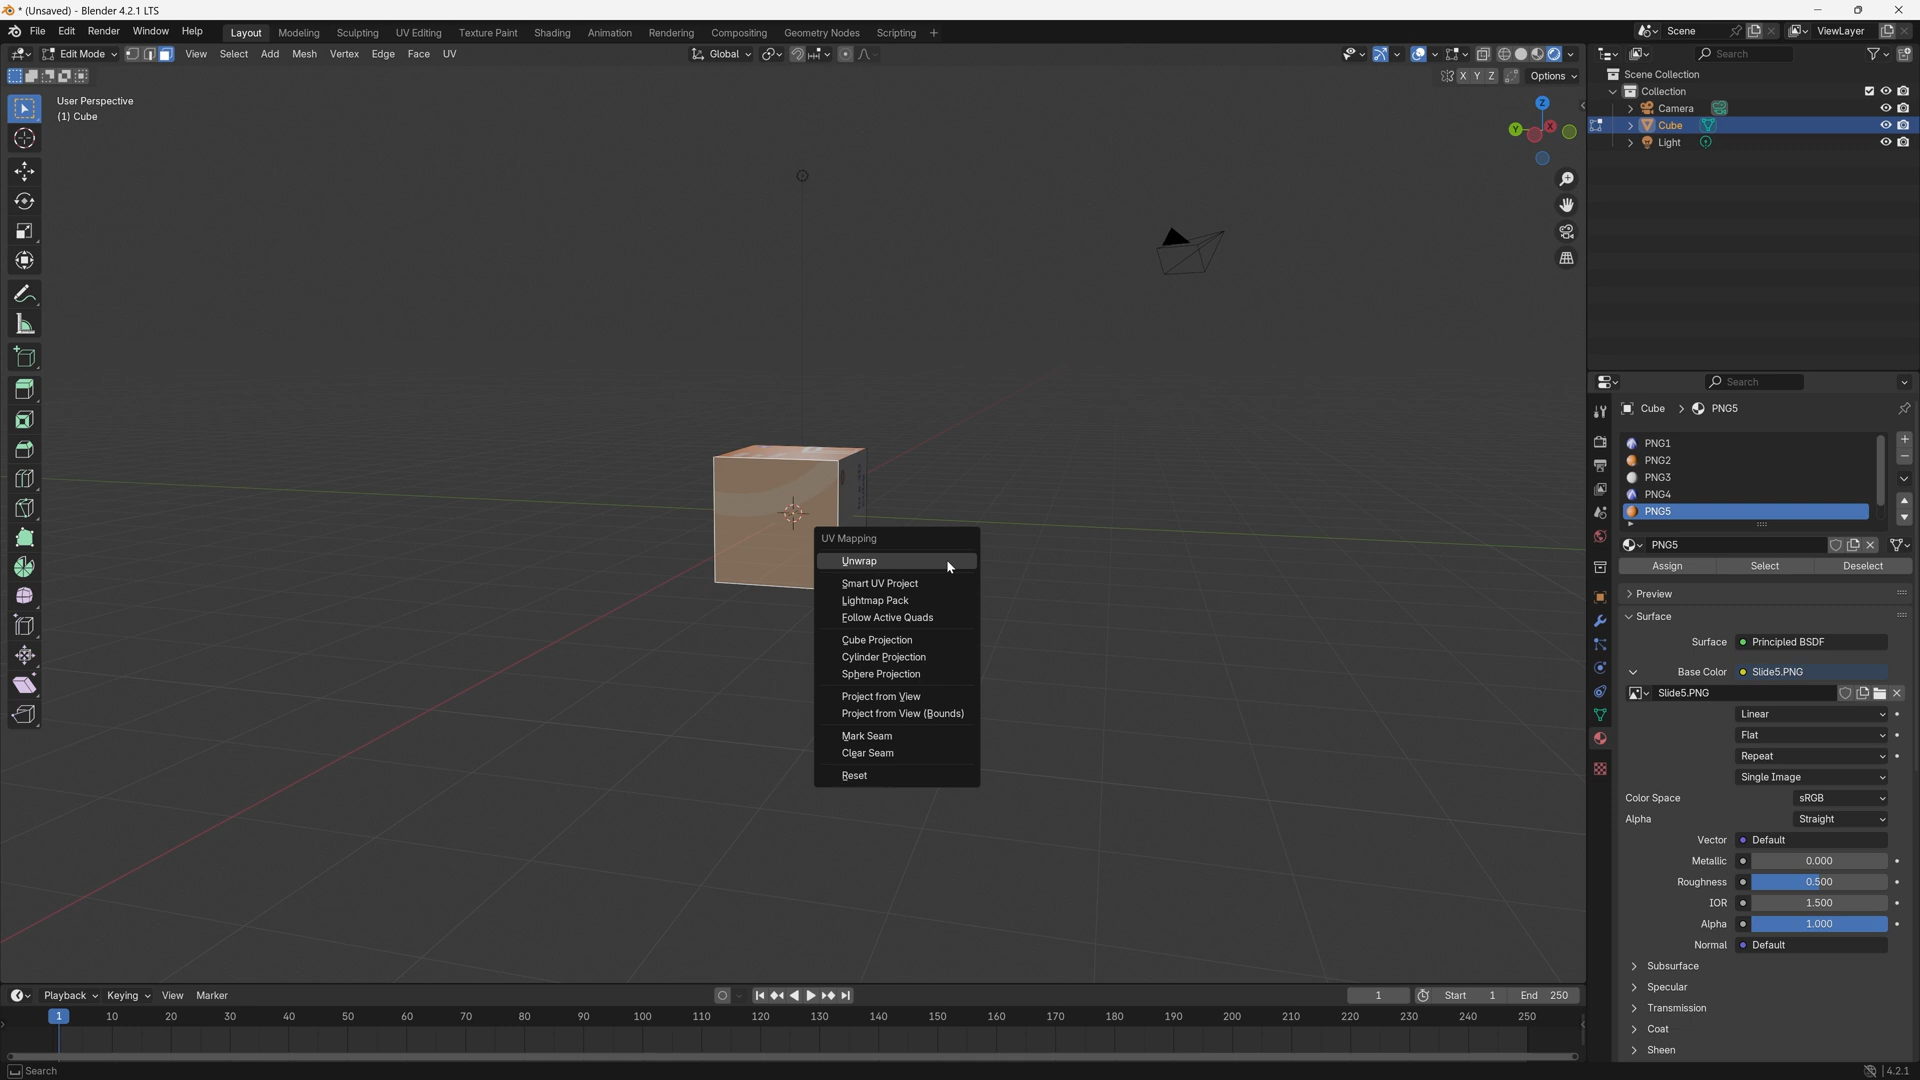 * (Unsaved) - Blender 4.2.1 LTS
File Edit Render Window Help Layout Modeling Sculpting UV Editing Texture Paint Shading Animation Rendering Compositing Geometry Nodes Scripting + Scene ViewLayer
Edit Mode View Select Add Mesh Vertex Edge Face UV Global Search
X Y Z Options
User Perspective
(1) Cube
Z
Y X
Scene Collection
Collection
Camera
Cube
Light
Search
Cube > PNG5
PNG1
PNG2
PNG3
PNG4
PNG5
PNG5
Assign Select Deselect
Preview
Surface
Surface Principled BSDF
Base Color Slide5.PNG
Slide5.PNG
Linear
Flat
Repeat
Single Image
Color Space sRGB
Alpha Straight
Vector Default
Metallic 0.000
Roughness 0.500
IOR 1.500
Alpha 1.000
Normal Default
Subsurface
Specular
Transmission
Coat
Sheen
UV Mapping
Unwrap
Smart UV Project
Lightmap Pack
Follow Active Quads
Cube Projection
Cylinder Projection
Sphere Projection
Project from View
Project from View (Bounds)
Mark Seam
Clear Seam
Reset
Playback Keying View Marker 1 Start 1 End 250
1 10 20 30 40 50 60 70 80 90 100 110 120 130 140 150 160 170 180 190 200 210 220 230 240 250
Search 4.2.1